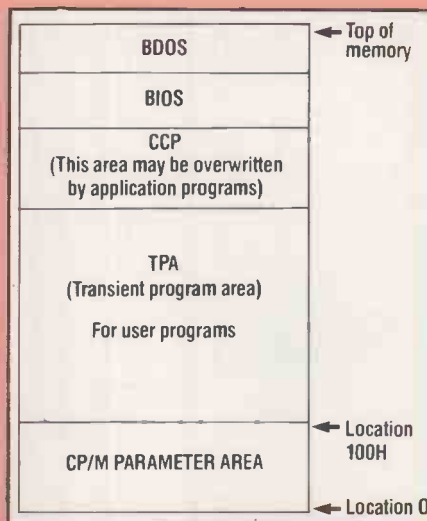 BDOS
Top of
memory
BIOS
CCP
(This area may be overwritten
by application programs)
TPA
(Transient program area)
For user programs
Location
100H
CP/M PARAMETER AREA
Location 0